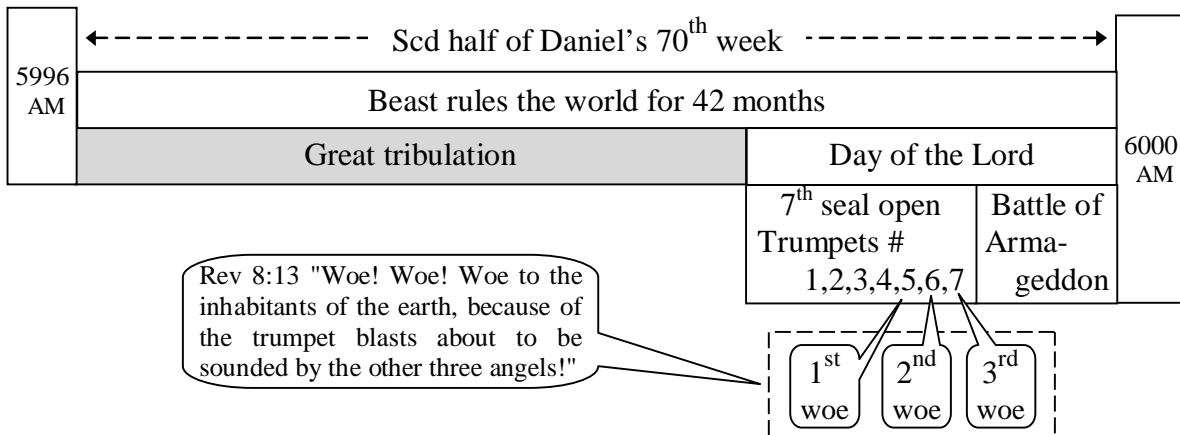 Scd half of Daniel's 70th week
5996
AM
Beast rules the world for 42 months
Great tribulation
Day of the Lord
6000
AM
7th seal open
Trumpets #
1,2,3,4,5,6,7
Battle of
Arma-
geddon
Rev 8:13 "Woe! Woe! Woe to the
inhabitants of the earth, because of
the trumpet blasts about to be
sounded by the other three angels!"
1st
woe
2nd
woe
3rd
woe